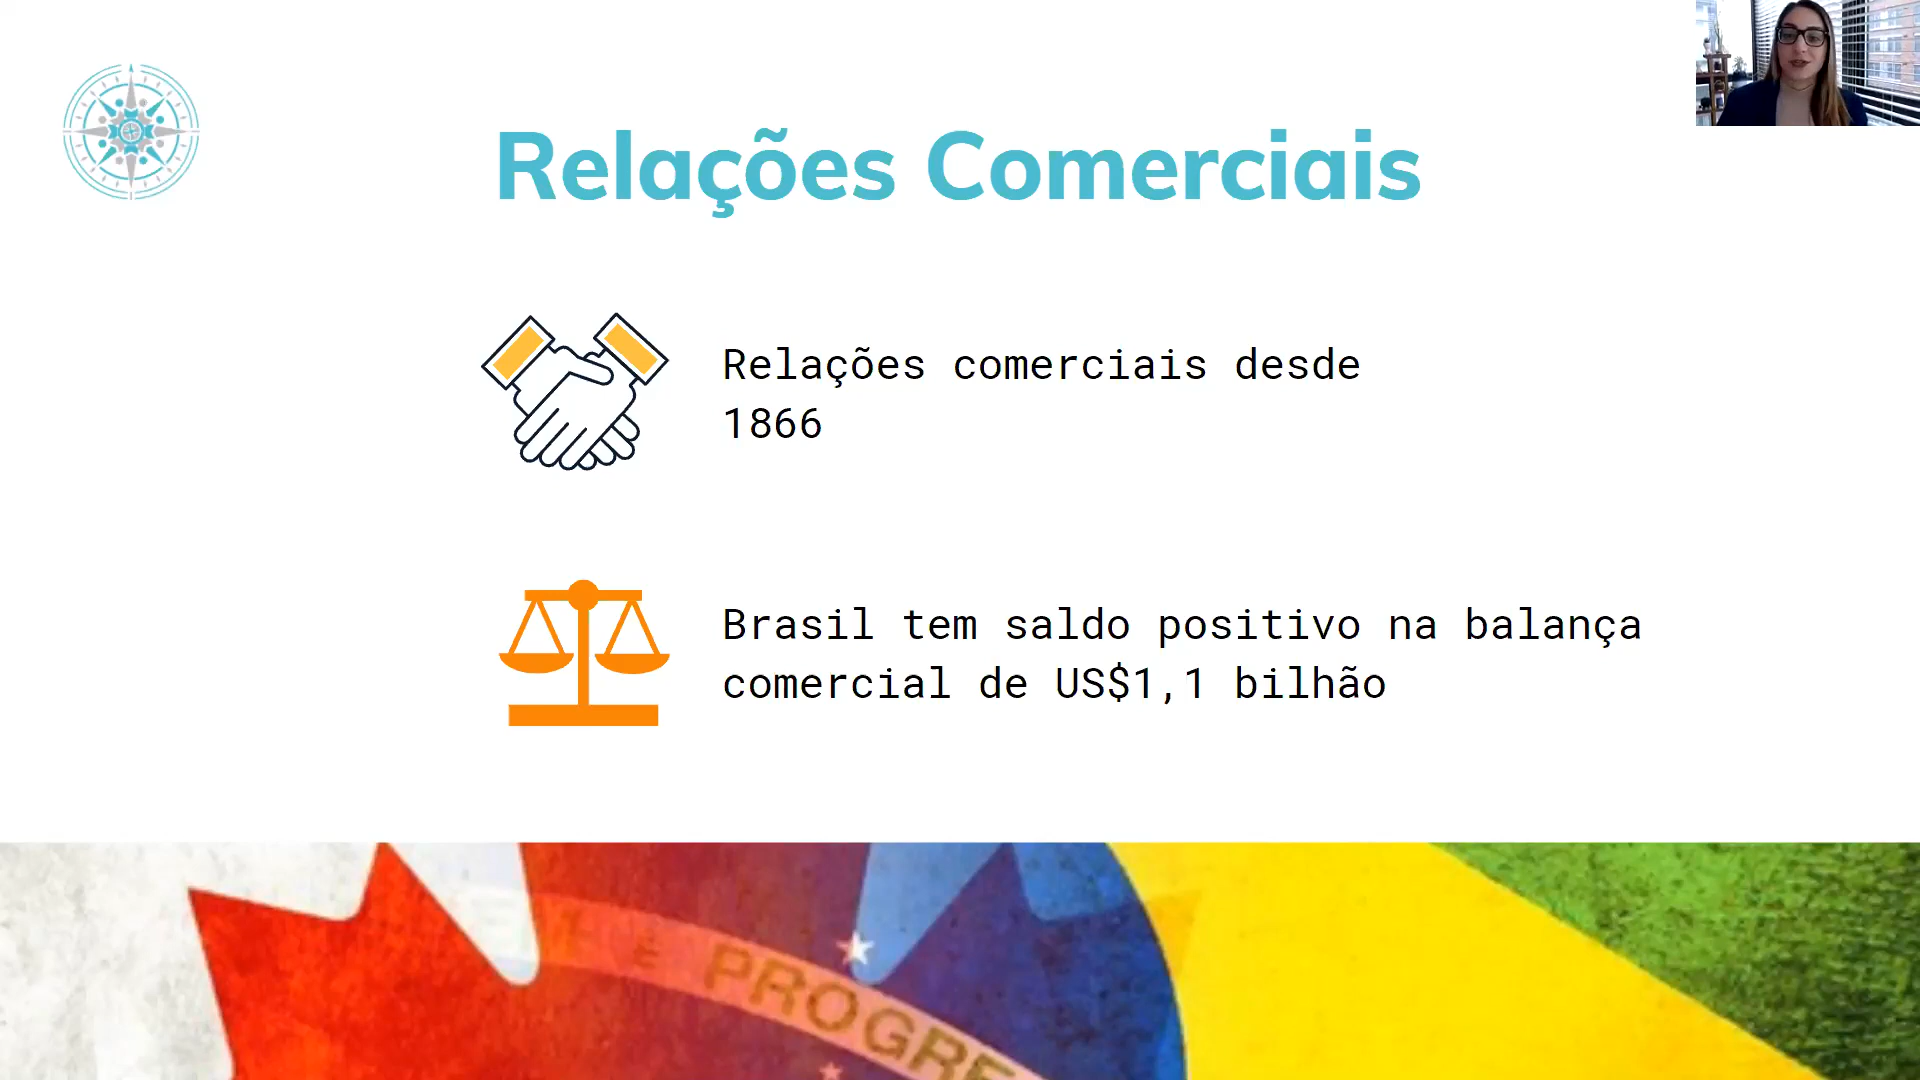 Relações Comerciais
Relações comerciais desde
1866
Brasil tem saldo positivo na balança
comercial de US$1,1 bilhão
E PROGRE